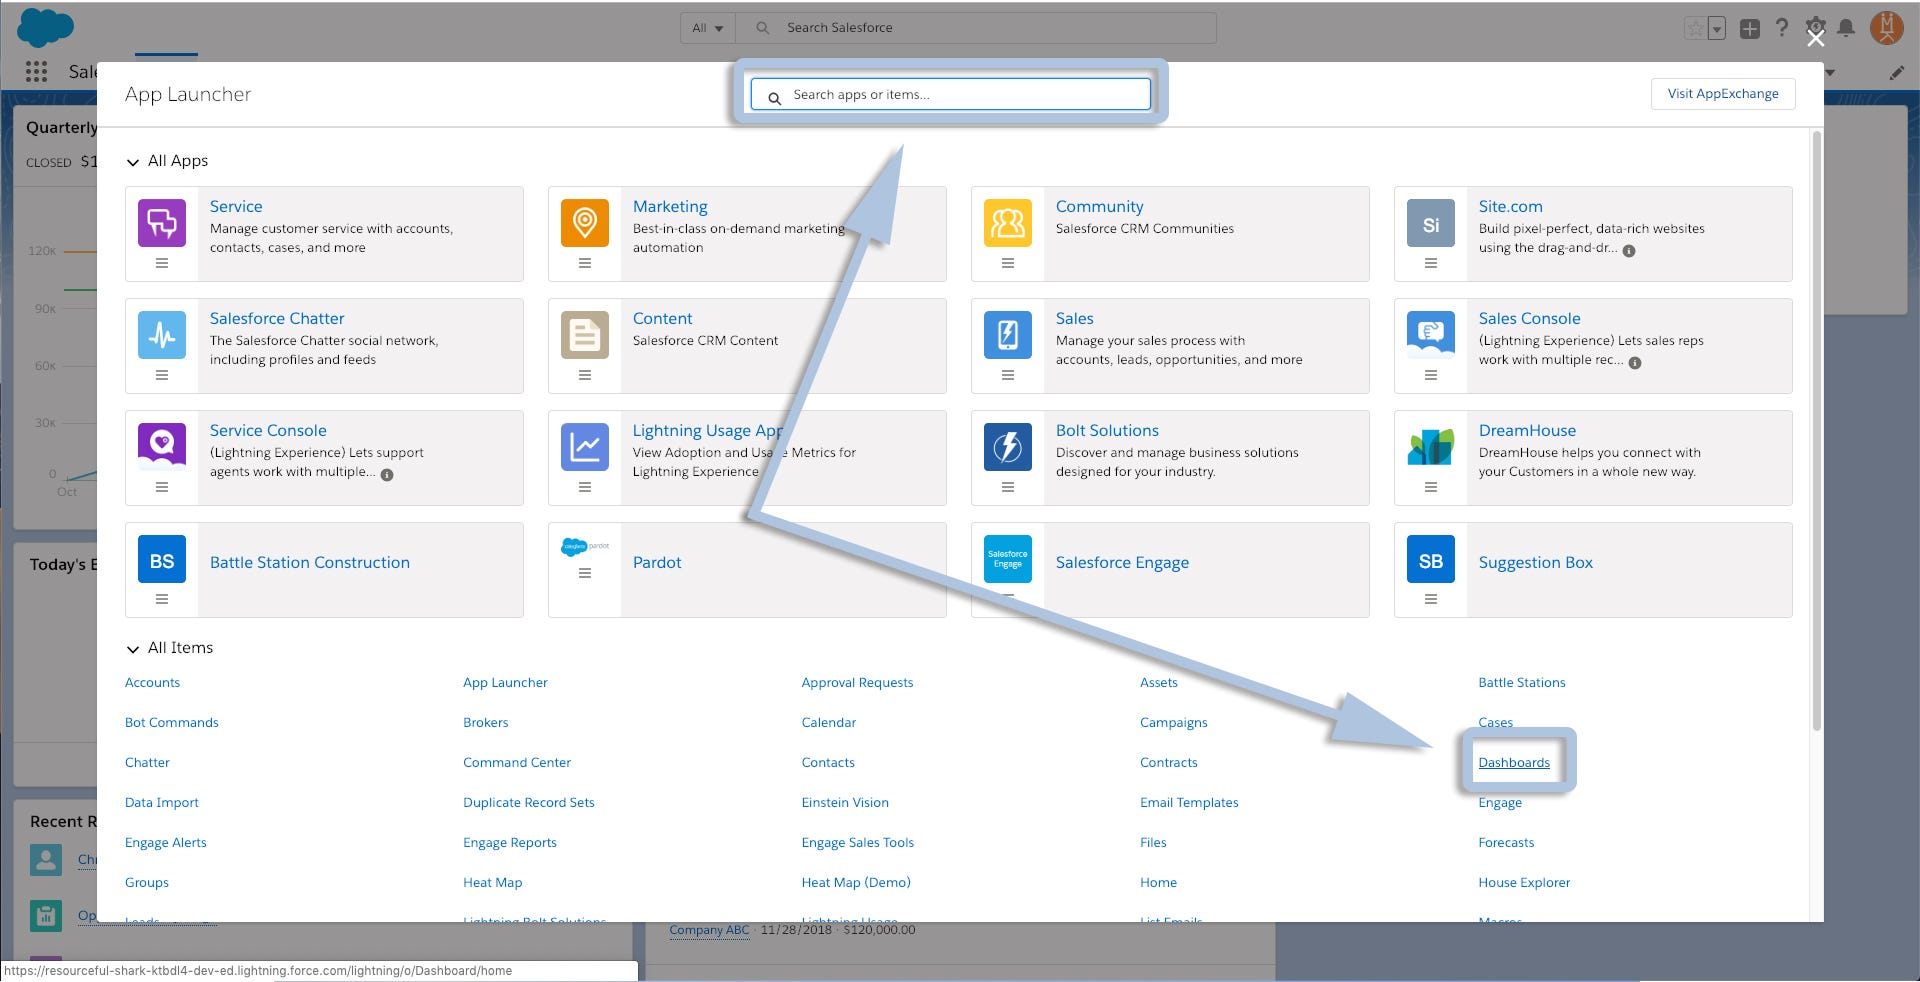 All
Search Salesforce
Sale
App Launcher
Search apps or items...
Visit AppExchange
Quarterly
CLOSED $1
120K
90K
60K
30K
0
Oct
Today's E
Recent R
Chr
Op
All Apps
Service
Manage customer service with accounts,
contacts, cases, and more
Marketing
Best-in-class on-demand marketing
automation
Community
Salesforce CRM Communities
Si
Site.com
Build pixel-perfect, data-rich websites
using the drag-and-dr...
Salesforce Chatter
The Salesforce Chatter social network,
including profiles and feeds
Content
Salesforce CRM Content
Sales
Manage your sales process with
accounts, leads, opportunities, and more
Sales Console
(Lightning Experience) Lets sales reps
work with multiple rec...
Service Console
(Lightning Experience) Lets support
agents work with multiple...
Lightning Usage App
View Adoption and Usage Metrics for
Lightning Experience
Bolt Solutions
Discover and manage business solutions
designed for your industry.
DreamHouse
DreamHouse helps you connect with
your Customers in a whole new way.
BS
Battle Station Construction
pardot
Pardot
Salesforce
Engage
Salesforce Engage
SB
Suggestion Box
All Items
Accounts App Launcher Approval Requests Assets Battle Stations
Bot Commands Brokers Calendar Campaigns Cases
Chatter Command Center Contacts Contracts Dashboards
Data Import Duplicate Record Sets Einstein Vision Email Templates Engage
Engage Alerts Engage Reports Engage Sales Tools Files Forecasts
Groups Heat Map Heat Map (Demo) Home House Explorer
Leads Lightning Bolt Solutions Lightning Usage List Emails Macros
Company ABC · 11/28/2018 · $120,000.00
https://resourceful-shark-ktbdl4-dev-ed.lightning.force.com/lightning/o/Dashboard/home